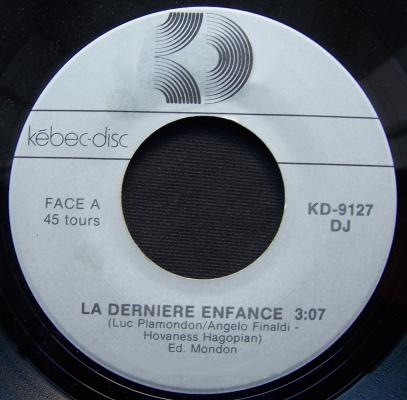 kébec-disc
FACE A
45 tours
KD-9127
DJ
LA DERNIERE ENFANCE 3:07
(Luc Plamondon/Angelo Finaldi -
Hovaness Hagopian)
Ed. Mondon